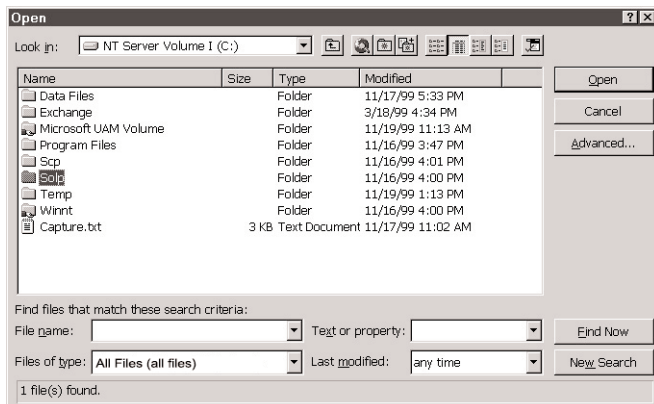 Open
Look in: NT Server Volume I (C:)
Name Size Type Modified
Data Files Folder 11/17/99 5:33 PM
Exchange Folder 3/18/99 4:34 PM
Microsoft UAM Volume Folder 11/19/99 11:13 AM
Program Files Folder 11/16/99 3:47 PM
Scp Folder 11/16/99 4:01 PM
Solp Folder 11/16/99 4:00 PM
Temp Folder 11/19/99 1:13 PM
Winnt Folder 11/16/99 4:00 PM
Capture.txt 3 KB Text Document 11/17/99 11:02 AM
Open
Cancel
Advanced...
Find files that match these search criteria:
File name: Text or property: Find Now
Files of type: All Files (all files) Last modified: any time New Search
1 file(s) found.